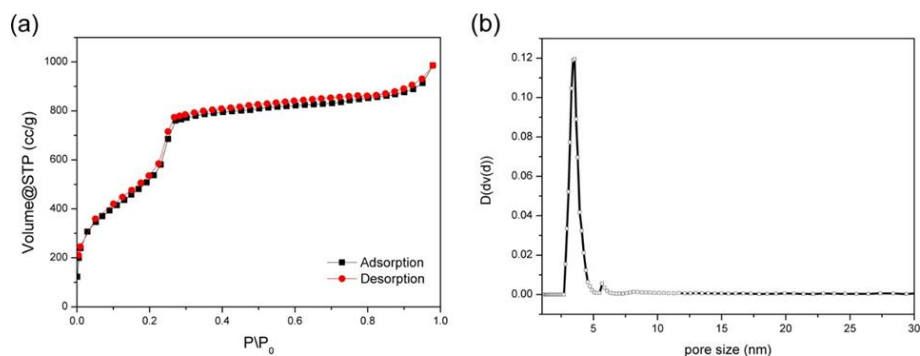 (a)
(b)
1000
800
600
400
200
0
Volume@STP (cc/g)
Adsorption
Desorption
0.0 0.2 0.4 0.6 0.8 1.0
P\P0
0.12
0.10
0.08
0.06
0.04
0.02
0.00
D(dv(d))
5 10 15 20 25 30
pore size (nm)